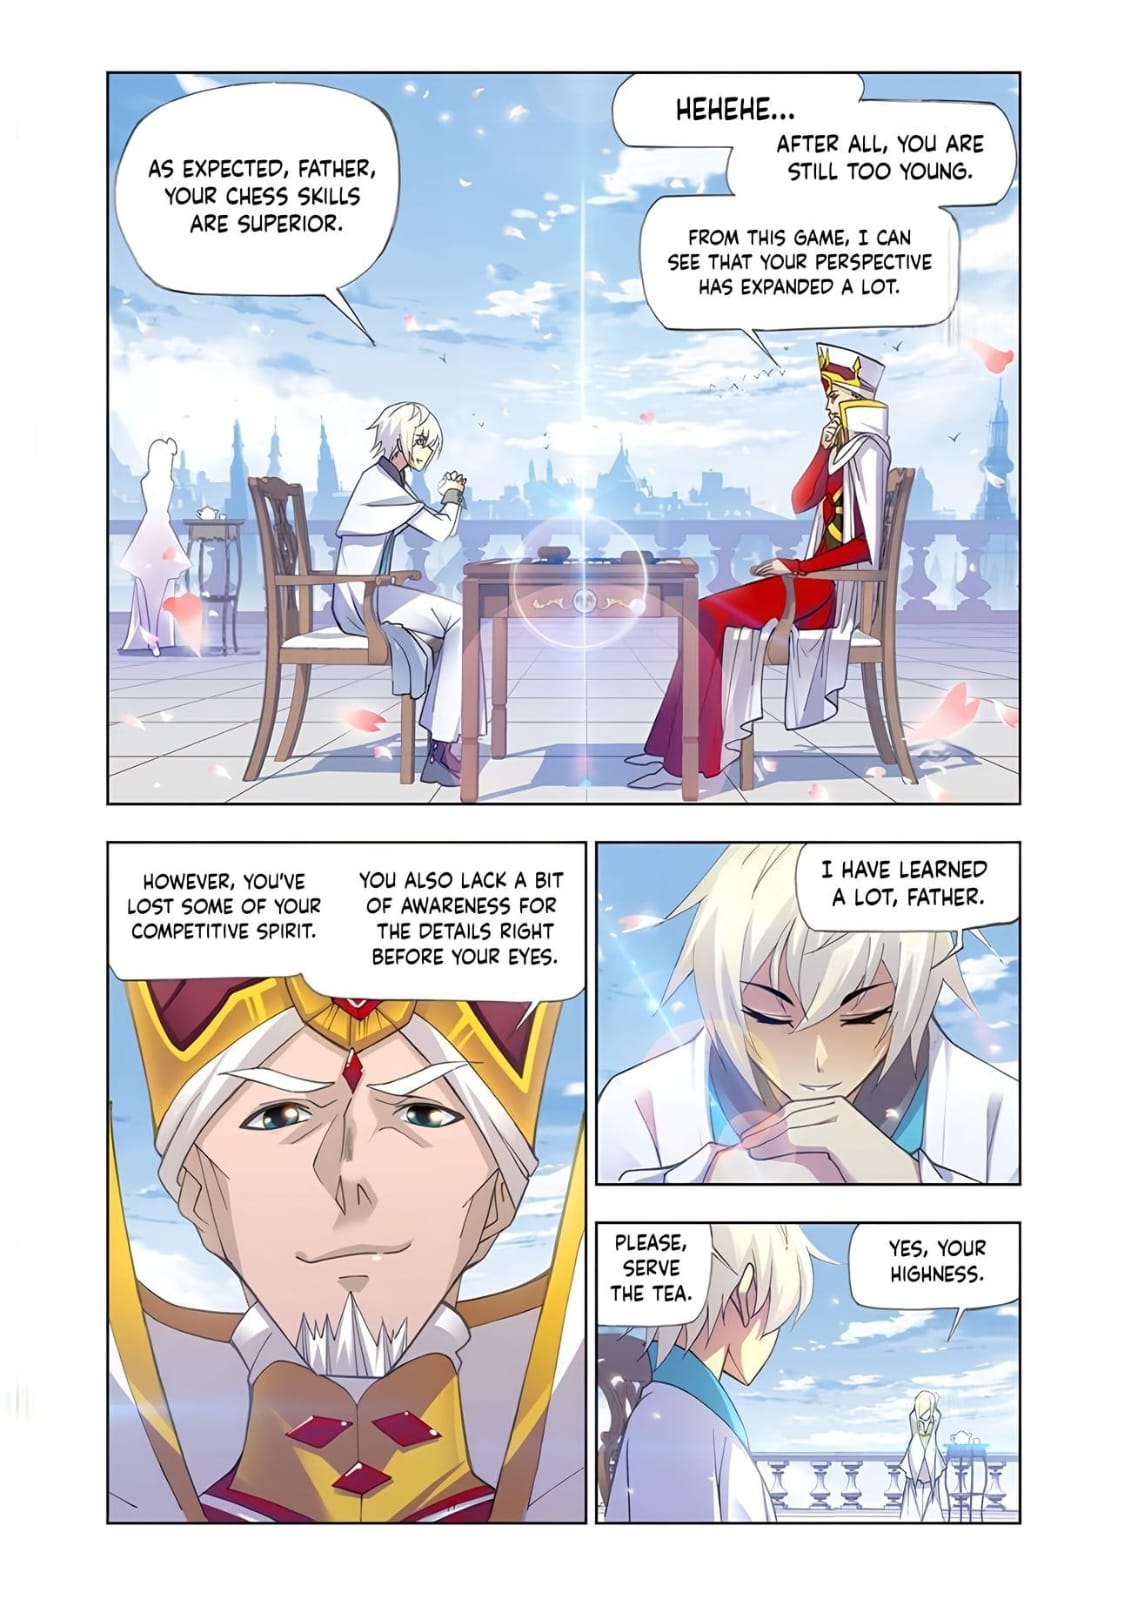 AS EXPECTED, FATHER,
YOUR CHESS SKILLS
ARE SUPERIOR.
HEHEHE...
AFTER ALL, YOU ARE
STILL TOO YOUNG.
FROM THIS GAME, I CAN
SEE THAT YOUR PERSPECTIVE
HAS EXPANDED A LOT.
HOWEVER, YOU'VE
LOST SOME OF YOUR
COMPETITIVE SPIRIT.
YOU ALSO LACK A BIT
OF AWARENESS FOR
THE DETAILS RIGHT
BEFORE YOUR EYES.
I HAVE LEARNED
A LOT, FATHER.
PLEASE,
SERVE
THE TEA.
YES, YOUR
HIGHNESS.